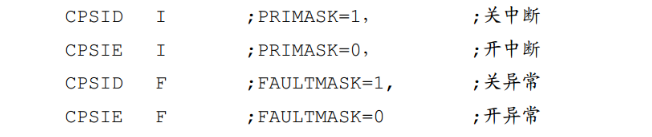 CPSID I ;PRIMASK=1， ;关中断
CPSIE I ;PRIMASK=0， ;开中断
CPSID F ;FAULTMASK=1, ;关异常
CPSIE F ;FAULTMASK=0 ;开异常